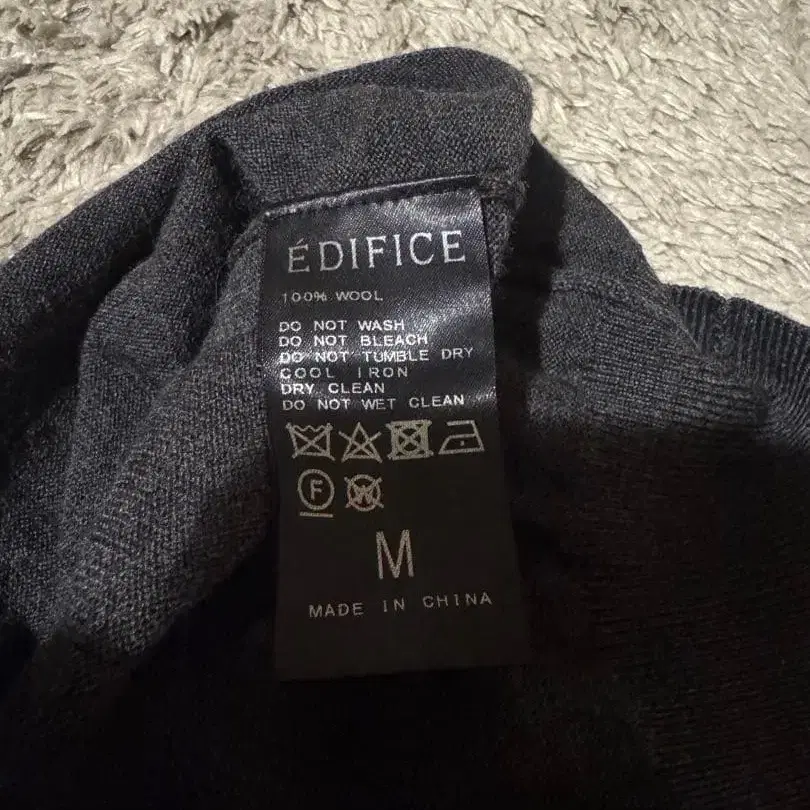 ÉDIFICE
100% WOOL
DO NOT WASH
DO NOT BLEACH
DO NOT TUMBLE DRY
COOL IRON
DRY CLEAN
DO NOT WET CLEAN
F W
M
MADE IN CHINA